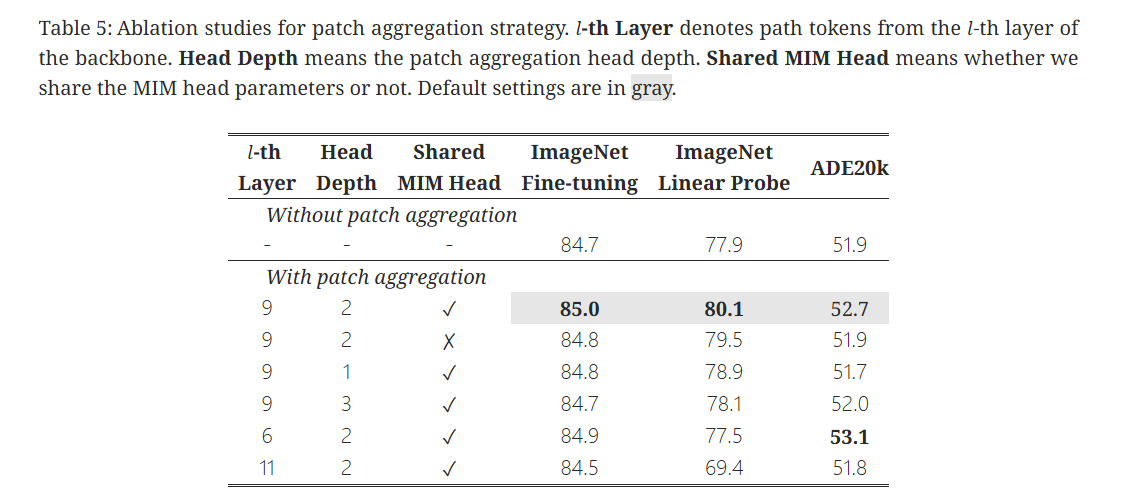 Table 5: Ablation studies for patch aggregation strategy. l-th Layer denotes path tokens from the l-th layer of
the backbone. Head Depth means the patch aggregation head depth. Shared MIM Head means whether we
share the MIM head parameters or not. Default settings are in gray.
l-th Head Shared ImageNet ImageNet ADE20k
Layer Depth MIM Head Fine-tuning Linear Probe
Without patch aggregation
- - - 84.7 77.9 51.9
With patch aggregation
9 2 ✓ 85.0 80.1 52.7
9 2 ✗ 84.8 79.5 51.9
9 1 ✓ 84.8 78.9 51.7
9 3 ✓ 84.7 78.1 52.0
6 2 ✓ 84.9 77.5 53.1
11 2 ✓ 84.5 69.4 51.8